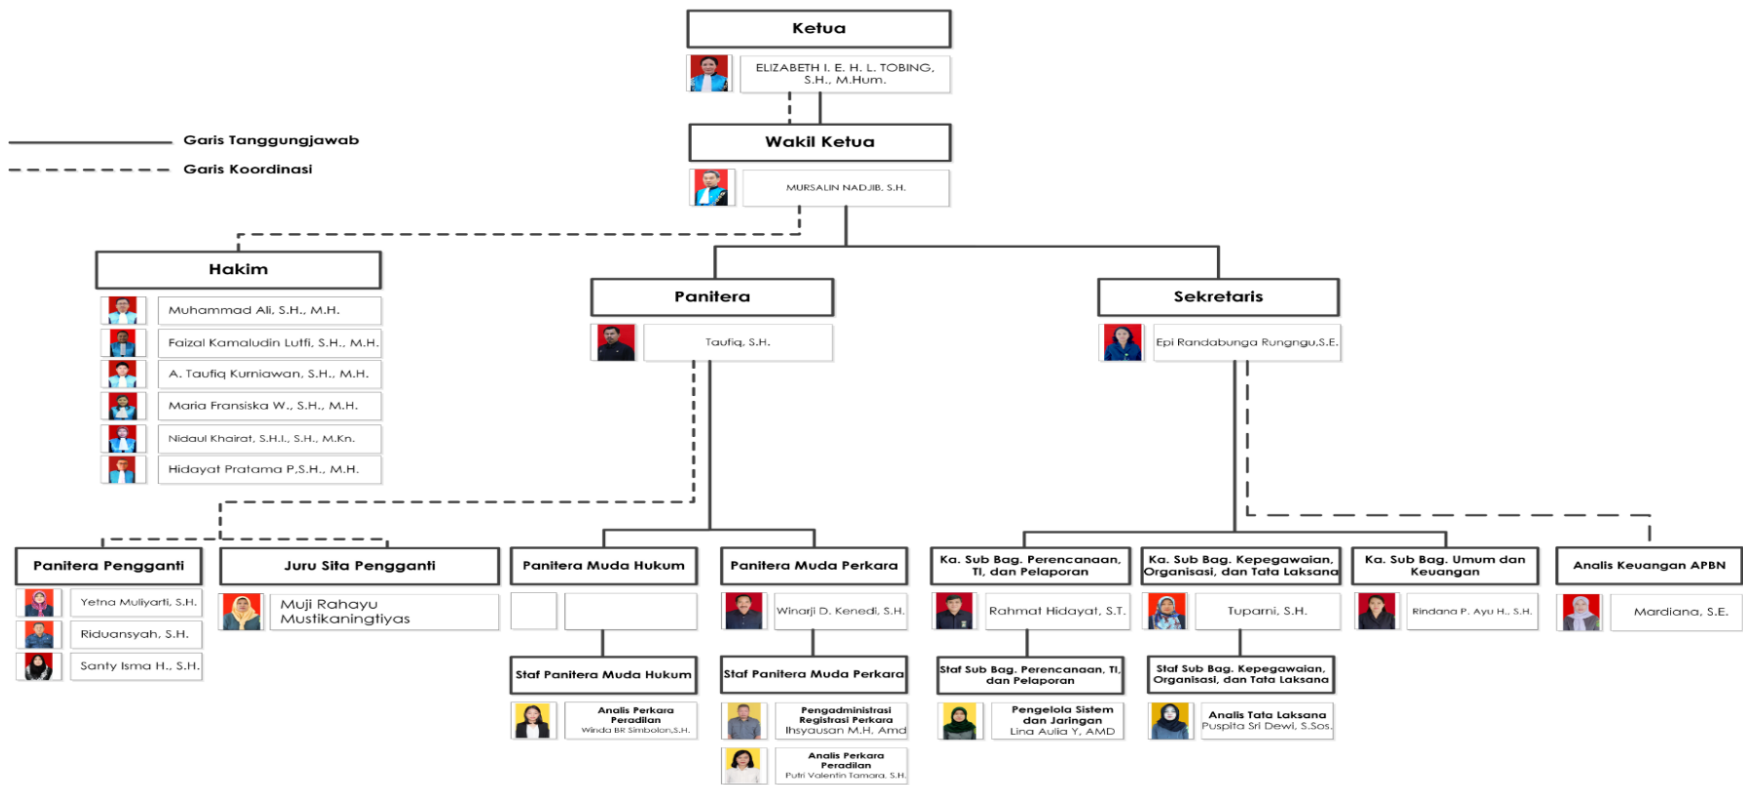 Ketua
ELIZABETH I. E. H. L. TOBING,
S.H., M.Hum.
Garis Tanggungjawab
Garis Koordinasi
Wakil Ketua
MURSALIN NADJIB, S.H.
Hakim
Muhammad Ali, S.H., M.H.
Faizal Kamaludin Lutfi, S.H., M.H.
A. Taufiq Kurniawan, S.H., M.H.
Maria Fransiska W., S.H., M.H.
Nidaul Khairat, S.H.I., S.H., M.Kn.
Hidayat Pratama P,S.H., M.H.
Panitera
Taufiq, S.H.
Sekretaris
Epi Randabunga Rungngu,S.E.
Panitera Pengganti
Yetna Muliyarti, S.H.
Riduansyah, S.H.
Santy Isma H., S.H.
Juru Sita Pengganti
Muji Rahayu
Mustikaningtiyas
Panitera Muda Hukum
Staf Panitera Muda Hukum
Analis Perkara
Peradilan
Winda BR Simbolon,S.H.
Panitera Muda Perkara
Winarji D. Kenedi, S.H.
Staf Panitera Muda Perkara
Pengadministrasi
Registrasi Perkara
Ihsyausan M.H, Amd
Analis Perkara
Peradilan
Putri Valentin Tamara, S.H.
Ka. Sub Bag. Perencanaan,
TI, dan Pelaporan
Rahmat Hidayat, S.T.
Staf Sub Bag. Perencanaan, TI,
dan Pelaporan
Pengelola Sistem
dan Jaringan
Lina Aulia Y, AMD
Ka. Sub Bag. Kepegawaian,
Organisasi, dan Tata Laksana
Tuparni, S.H.
Staf Sub Bag. Kepegawaian,
Organisasi, dan Tata Laksana
Analis Tata Laksana
Puspita Sri Dewi, S.Sos.
Ka. Sub Bag. Umum dan
Keuangan
Rindana P. Ayu H., S.H.
Analis Keuangan APBN
Mardiana, S.E.